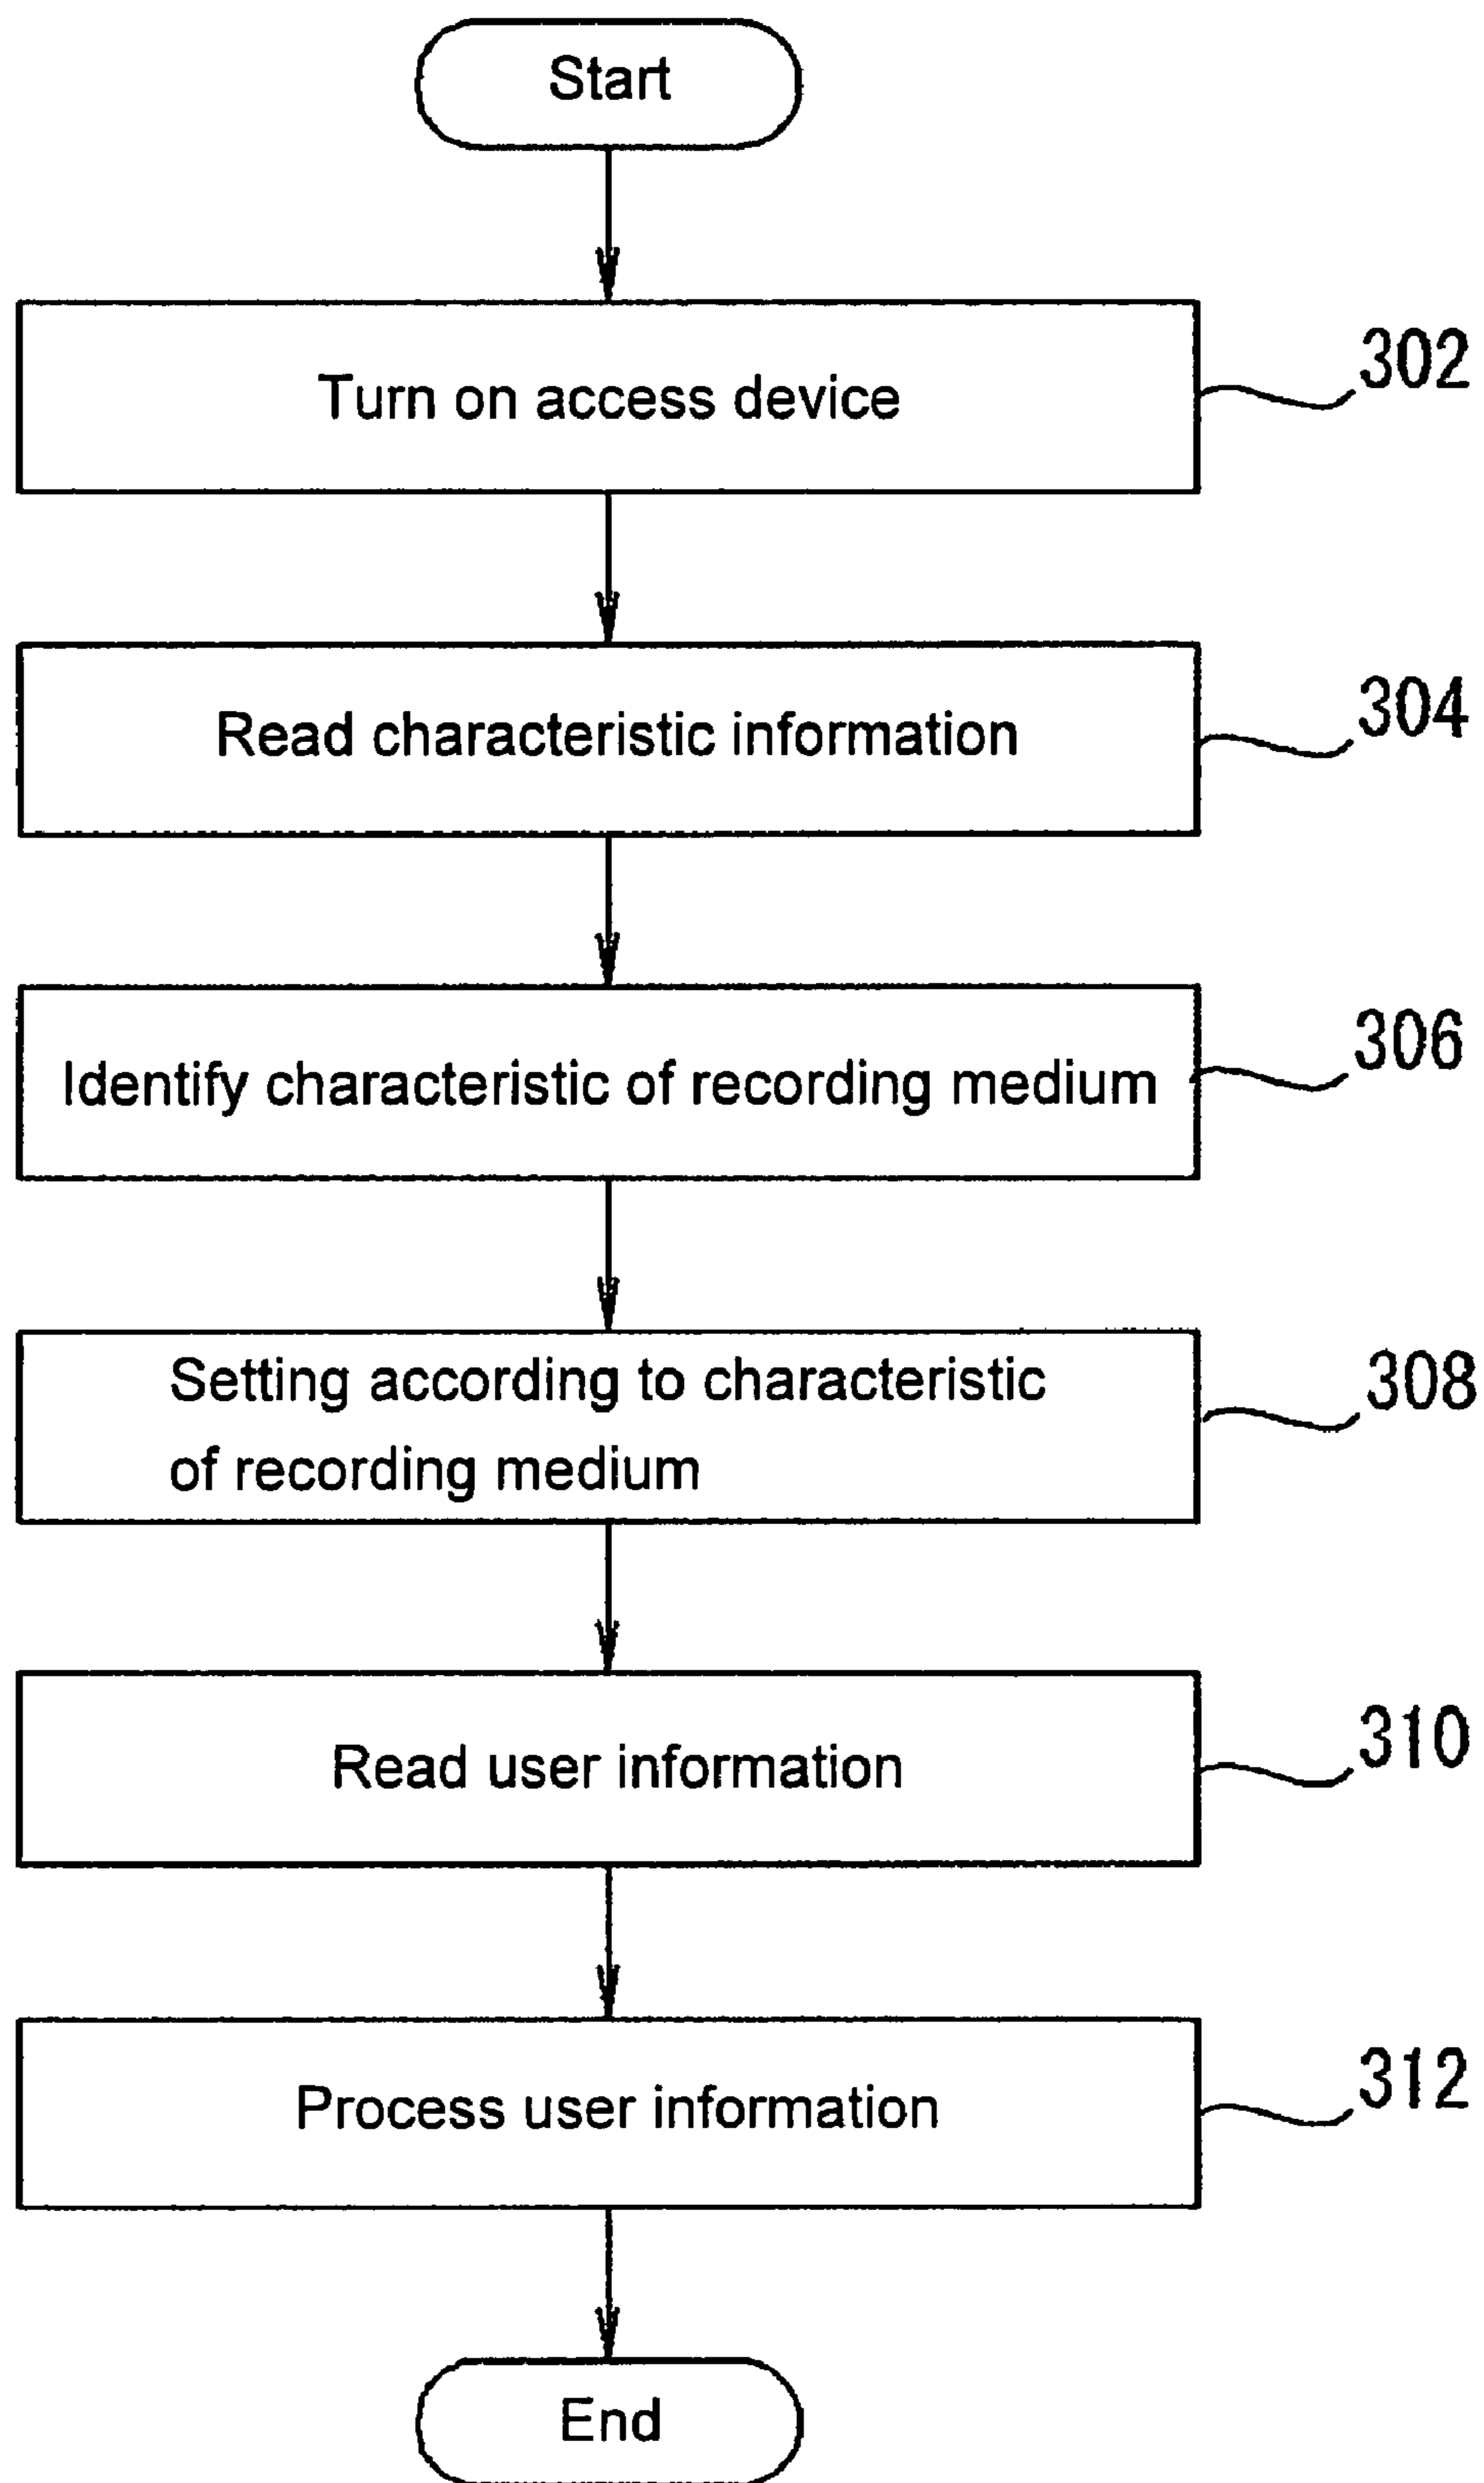 Start
Turn on access device
302
Read characteristic information
304
Identify characteristic of recording medium
306
Setting according to characteristic
of recording medium
308
Read user information
310
Process user information
312
End